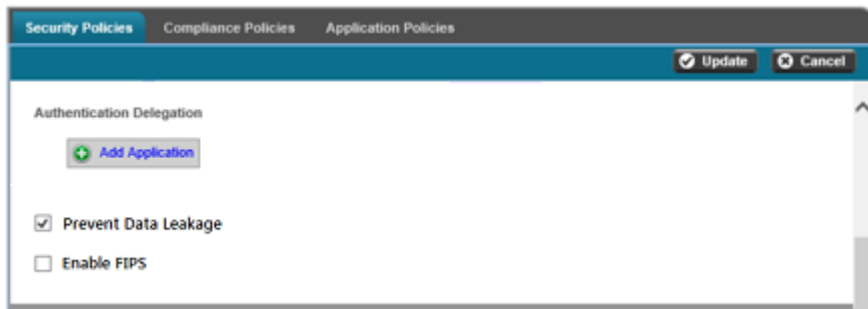 Security Policies Compliance Policies Application Policies
Update Cancel
Authentication Delegation
Add Application
Prevent Data Leakage
Enable FIPS